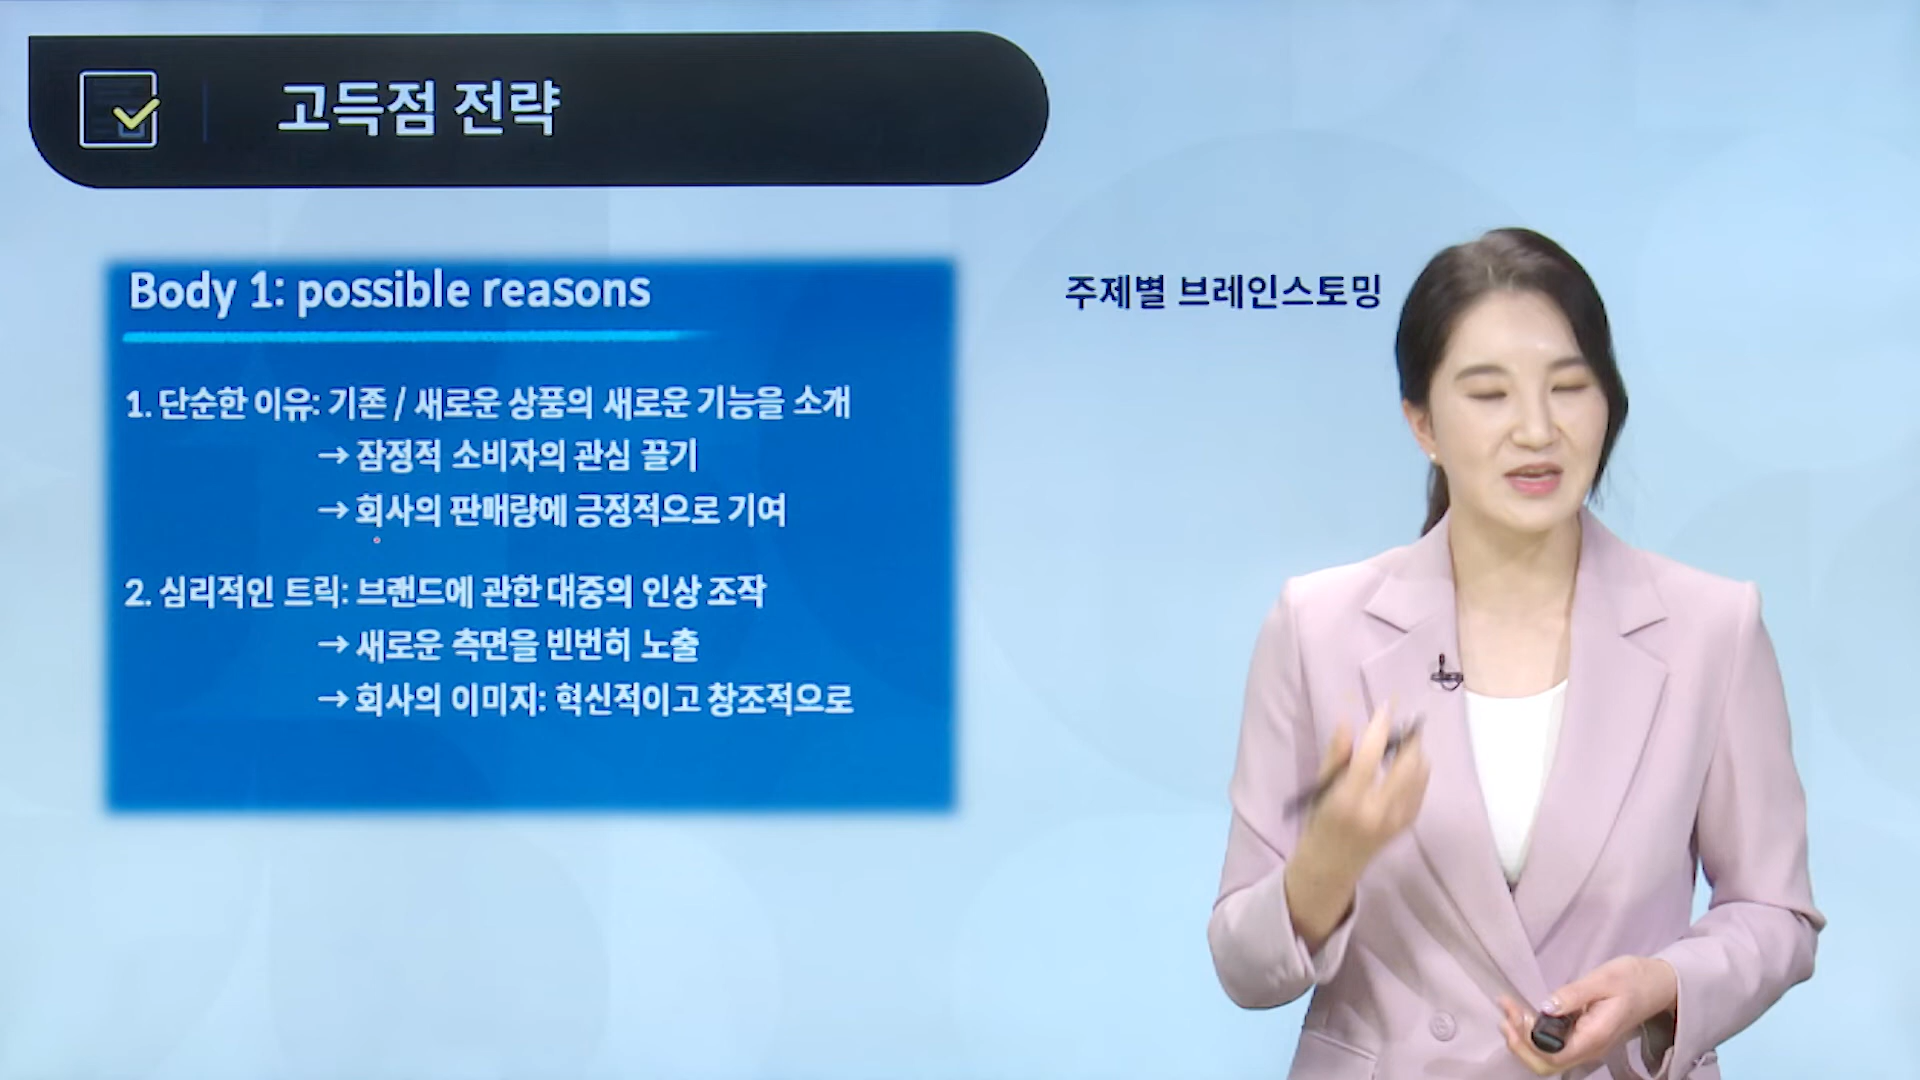 고득점 전략
Body 1: possible reasons
주제별 브레인스토밍
1. 단순한 이유: 기존 / 새로운 상품의 새로운 기능을 소개
→ 잠정적 소비자의 관심 끌기
→ 회사의 판매량에 긍정적으로 기여
2. 심리적인 트릭: 브랜드에 관한 대중의 인상 조작
→ 새로운 측면을 빈번히 노출
→ 회사의 이미지: 혁신적이고 창조적으로